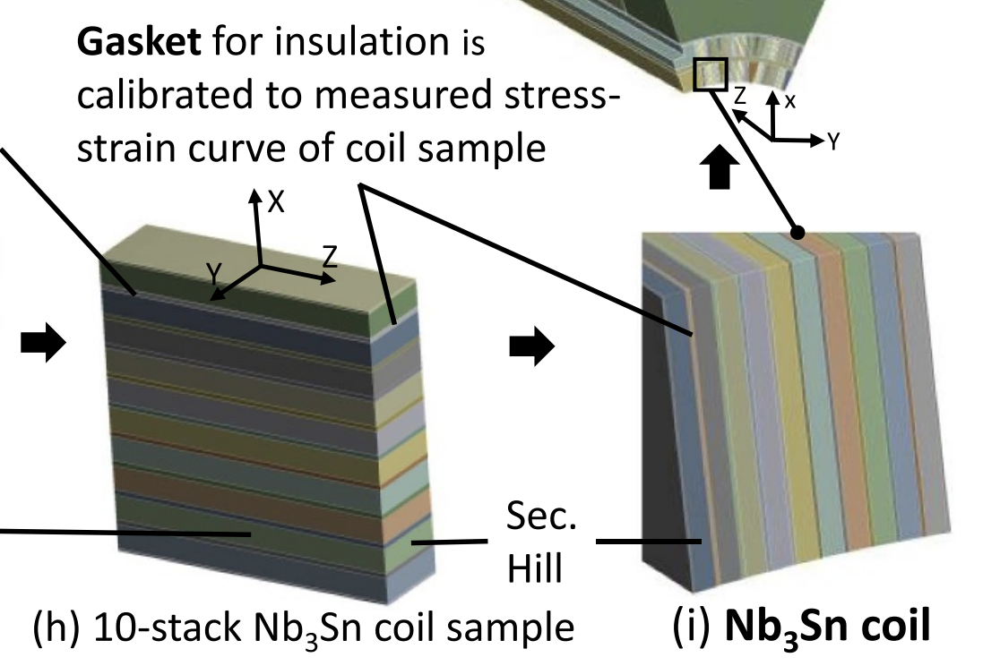 Gasket for insulation is
calibrated to measured stress-
strain curve of coil sample
Z
x
Y
X
Z
Y
Sec.
Hill
(h) 10-stack Nb₃Sn coil sample
(i) Nb₃Sn coil